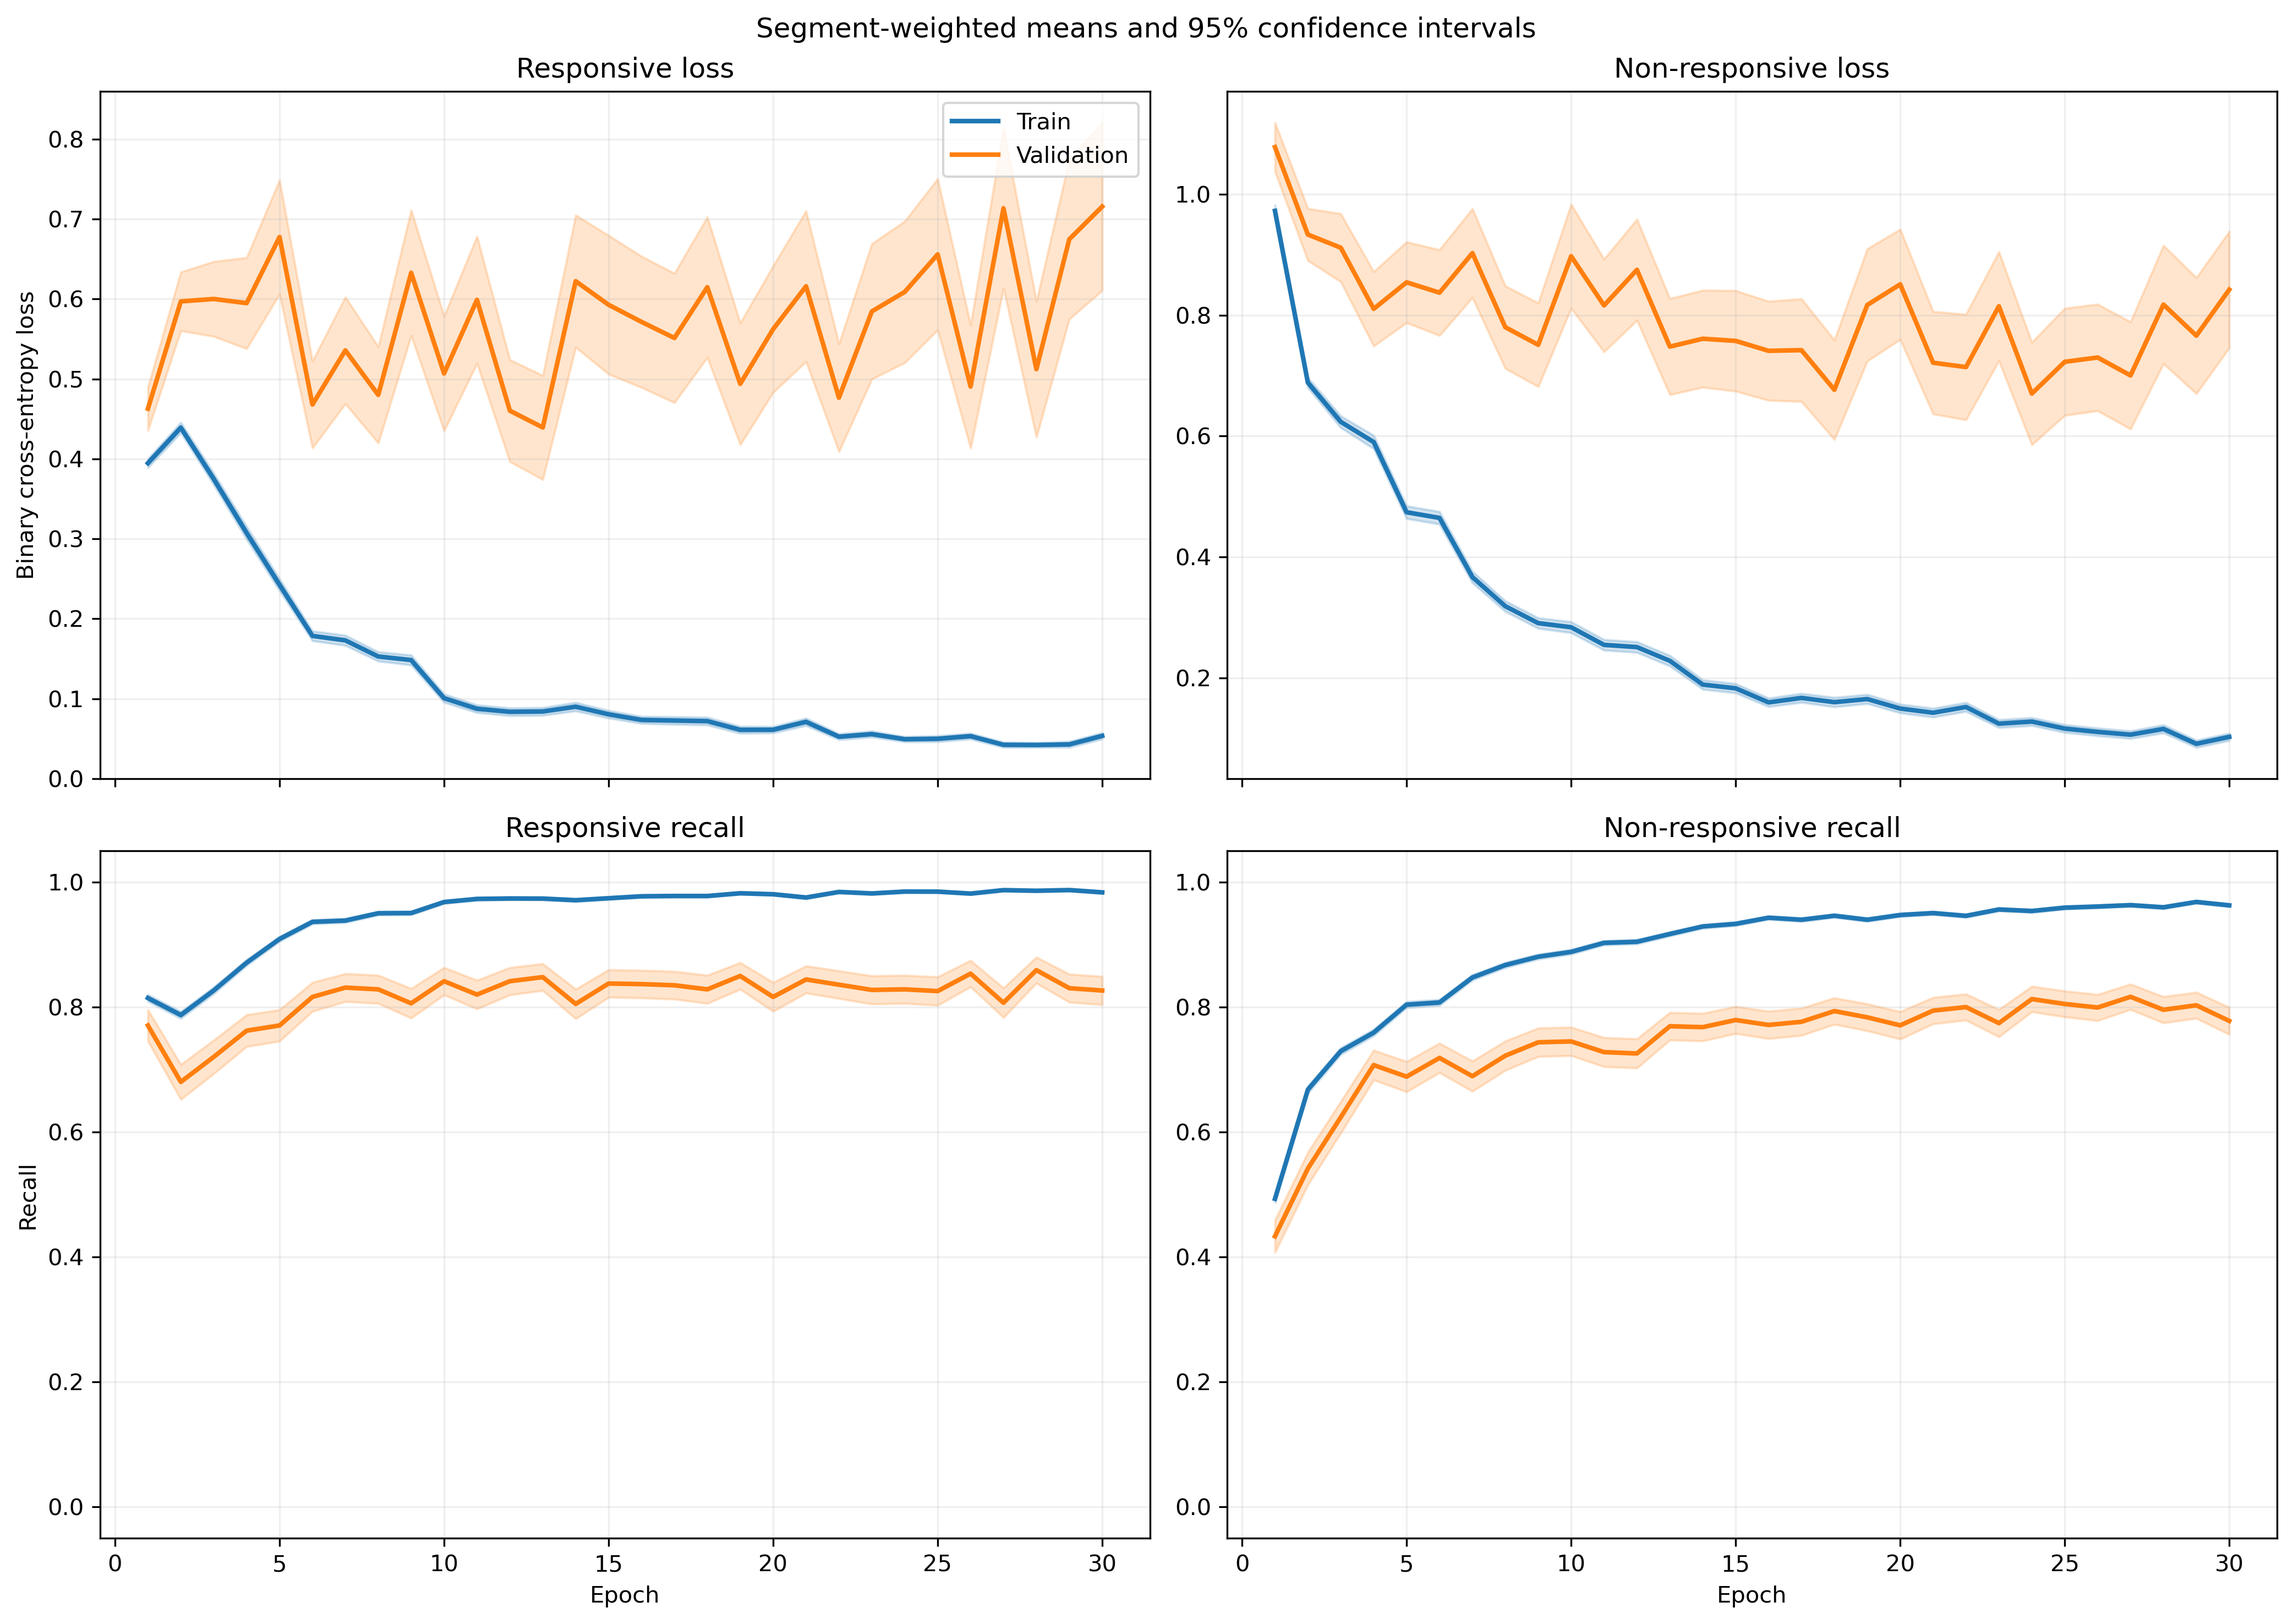 Segment-weighted means and 95% confidence intervals
Responsive loss
Non-responsive loss
Train
Validation
Binary cross-entropy loss
0.8
0.7
0.6
0.5
0.4
0.3
0.2
0.1
0.0
1.0
0.8
0.6
0.4
0.2
Responsive recall
Non-responsive recall
Recall
1.0
0.8
0.6
0.4
0.2
0.0
1.0
0.8
0.6
0.4
0.2
0.0
0 5 10 15 20 25 30
0 5 10 15 20 25 30
Epoch
Epoch